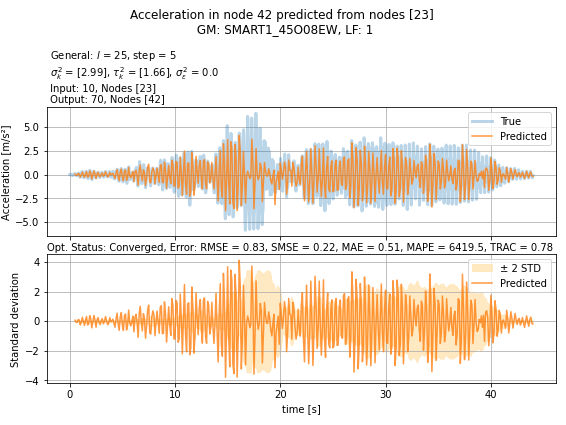 Acceleration in node 42 predicted from nodes [23]
GM: SMART1_45O08EW, LF: 1
General: l = 25, step = 5
σ²ₖ = [2.99], τ²ₖ = [1.66], σ²ε = 0.0
Input: 10, Nodes [23]
Output: 70, Nodes [42]
Acceleration [m/s²]
5.0
2.5
0.0
−2.5
−5.0
True
Predicted
Opt. Status: Converged, Error: RMSE = 0.83, SMSE = 0.22, MAE = 0.51, MAPE = 6419.5, TRAC = 0.78
Standard deviation
4
2
0
−2
−4
± 2 STD
Predicted
0 10 20 30 40
time [s]